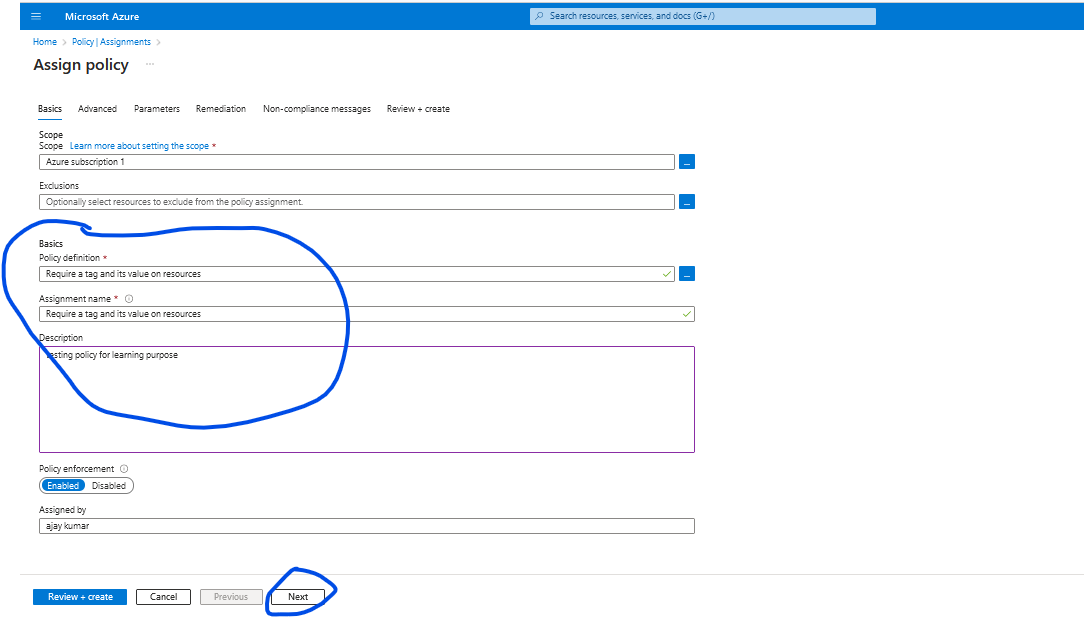 Microsoft Azure
Search resources, services, and docs (G+/)
Home > Policy | Assignments >
Assign policy ...
Basics Advanced Parameters Remediation Non-compliance messages Review + create
Scope
Scope Learn more about setting the scope *
Azure subscription 1
Exclusions
Optionally select resources to exclude from the policy assignment.
Basics
Policy definition *
Require a tag and its value on resources
Assignment name *
Require a tag and its value on resources
Description
testing policy for learning purpose
Policy enforcement
Enabled Disabled
Assigned by
ajay kumar
Review + create Cancel Previous Next